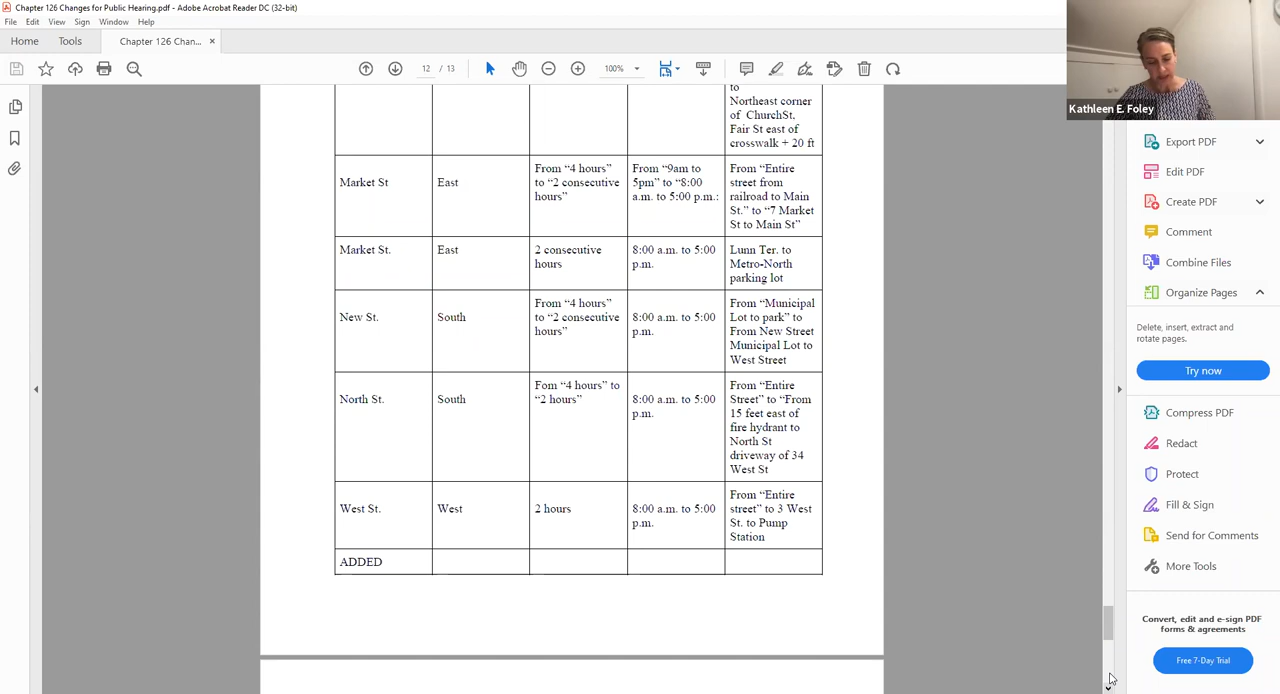 Chapter 126 Changes for Public Hearing.pdf - Adobe Acrobat Reader DC (32-bit)
File Edit View Sign Window Help
Home Tools Chapter 126 Chan... ×
12 / 13 100%
Kathleen E. Foley
to
Northeast corner
of ChurchSt,
Fair St east of
crosswalk + 20 ft
Market St
East
From “4 hours”
to “2 consecutive
hours”
From “9am to
5pm” to “8:00
a.m. to 5:00 p.m.:
From “Entire
street from
railroad to Main
St.” to “7 Market
St to Main St”
Market St.
East
2 consecutive
hours
8:00 a.m. to 5:00
p.m.
Lunn Ter. to
Metro-North
parking lot
New St.
South
From “4 hours”
to “2 consecutive
hours”
8:00 a.m. to 5:00
p.m.
From “Municipal
Lot to park” to
From New Street
Municipal Lot to
West Street
North St.
South
Fom “4 hours” to
“2 hours”
8:00 a.m. to 5:00
p.m.
From “Entire
Street” to “From
15 feet east of
fire hydrant to
North St
driveway of 34
West St
West St.
West
2 hours
8:00 a.m. to 5:00
p.m.
From “Entire
street” to 3 West
St. to Pump
Station
ADDED
Export PDF
Edit PDF
Create PDF
Comment
Combine Files
Organize Pages
Delete, insert, extract and
rotate pages.
Try now
Compress PDF
Redact
Protect
Fill & Sign
Send for Comments
More Tools
Convert, edit and e-sign PDF
forms & agreements
Free 7-Day Trial